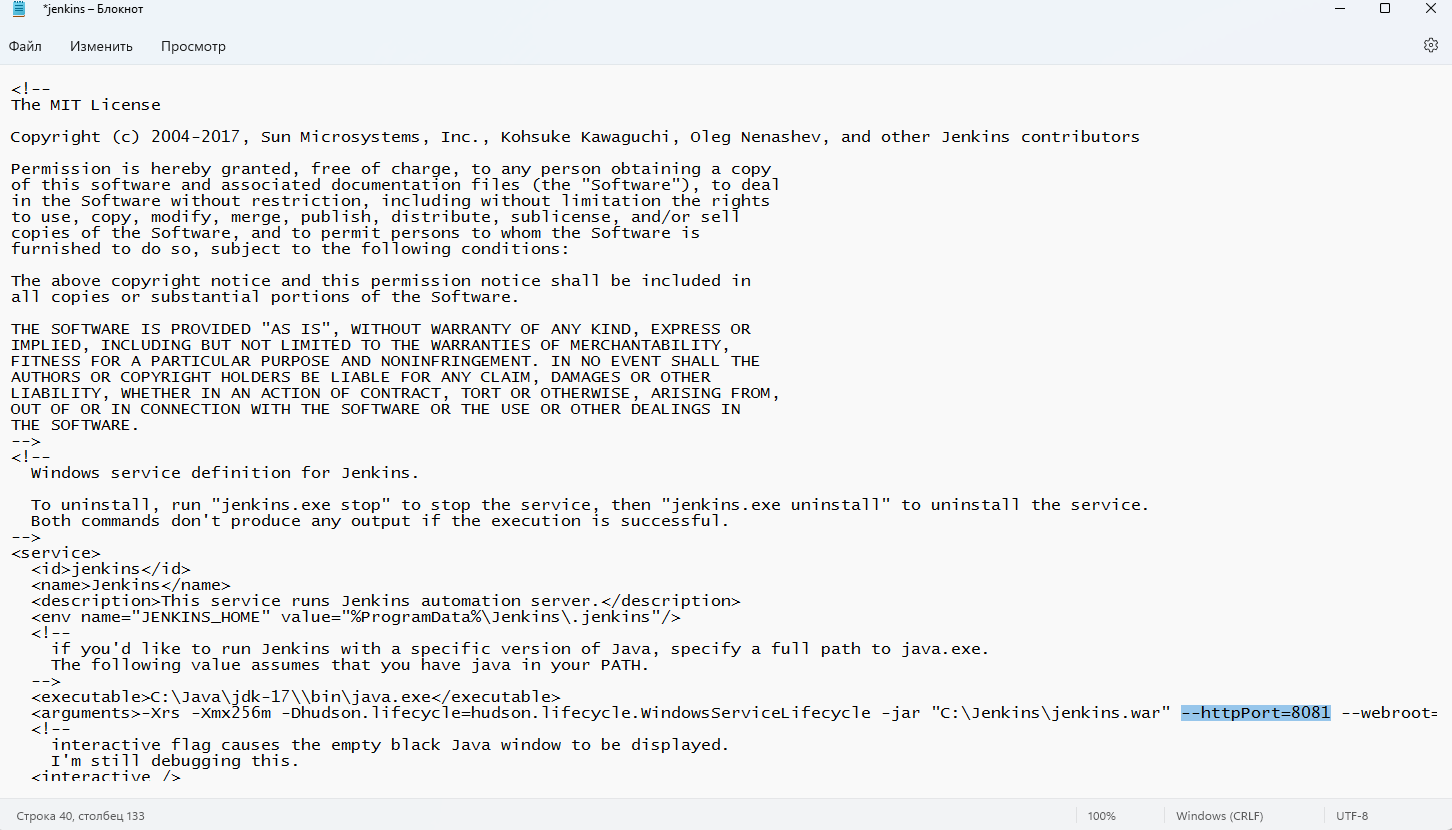 *jenkins – Блокнот
Файл Изменить Просмотр
<!--
The MIT License
Copyright (c) 2004-2017, Sun Microsystems, Inc., Kohsuke Kawaguchi, Oleg Nenashev, and other Jenkins contributors
Permission is hereby granted, free of charge, to any person obtaining a copy
of this software and associated documentation files (the "Software"), to deal
in the Software without restriction, including without limitation the rights
to use, copy, modify, merge, publish, distribute, sublicense, and/or sell
copies of the Software, and to permit persons to whom the Software is
furnished to do so, subject to the following conditions:
The above copyright notice and this permission notice shall be included in
all copies or substantial portions of the Software.
THE SOFTWARE IS PROVIDED "AS IS", WITHOUT WARRANTY OF ANY KIND, EXPRESS OR
IMPLIED, INCLUDING BUT NOT LIMITED TO THE WARRANTIES OF MERCHANTABILITY,
FITNESS FOR A PARTICULAR PURPOSE AND NONINFRINGEMENT. IN NO EVENT SHALL THE
AUTHORS OR COPYRIGHT HOLDERS BE LIABLE FOR ANY CLAIM, DAMAGES OR OTHER
LIABILITY, WHETHER IN AN ACTION OF CONTRACT, TORT OR OTHERWISE, ARISING FROM,
OUT OF OR IN CONNECTION WITH THE SOFTWARE OR THE USE OR OTHER DEALINGS IN
THE SOFTWARE.
-->
<!--
Windows service definition for Jenkins.
To uninstall, run "jenkins.exe stop" to stop the service, then "jenkins.exe uninstall" to uninstall the service.
Both commands don't produce any output if the execution is successful.
-->
<service>
<id>jenkins</id>
<name>Jenkins</name>
<description>This service runs Jenkins automation server.</description>
<env name="JENKINS_HOME" value="%ProgramData%\Jenkins\.jenkins"/>
<!--
if you'd like to run Jenkins with a specific version of Java, specify a full path to java.exe.
The following value assumes that you have java in your PATH.
-->
<executable>C:\Java\jdk-17\\bin\java.exe</executable>
<arguments>-Xrs -Xmx256m -Dhudson.lifecycle=hudson.lifecycle.WindowsServiceLifecycle -jar "C:\Jenkins\jenkins.war" --httpPort=8081 --webroot=
<!--
interactive flag causes the empty black Java window to be displayed.
I'm still debugging this.
<interactive />
Строка 40, столбец 133 100% Windows (CRLF) UTF-8